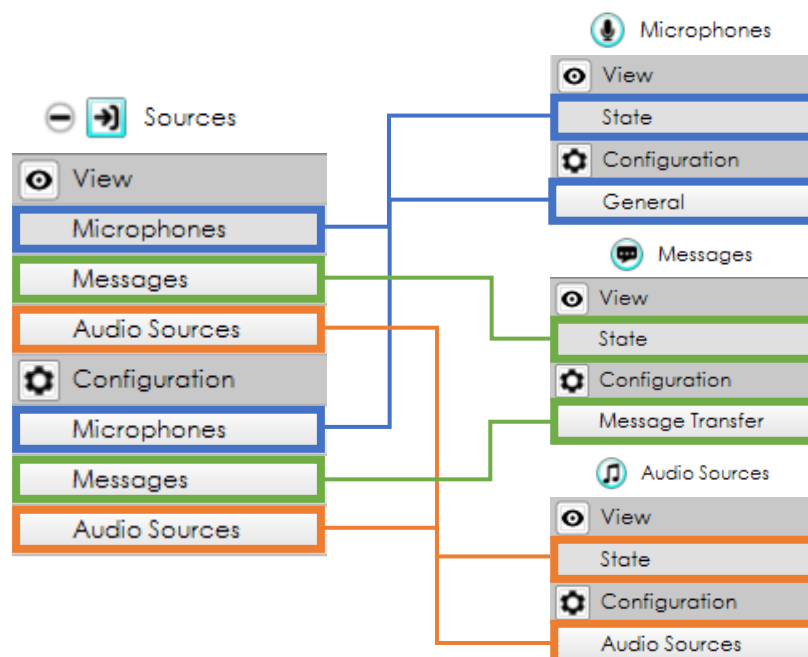 Sources
View
Microphones
Messages
Audio Sources
Configuration
Microphones
Messages
Audio Sources
Microphones
View
State
Configuration
General
Messages
View
State
Configuration
Message Transfer
Audio Sources
View
State
Configuration
Audio Sources